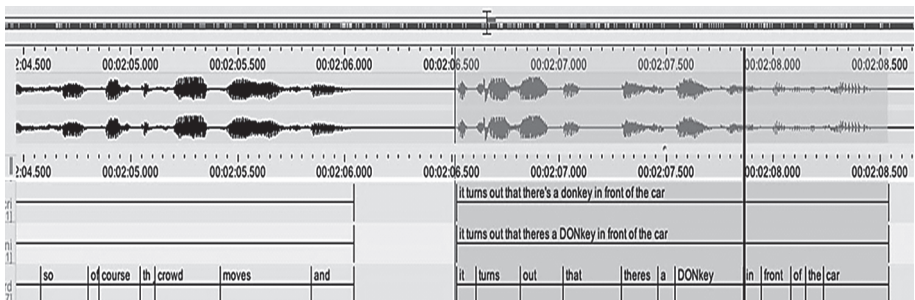 2:04.500 00:02:05.000 00:02:05.500 00:02:06.000 00:02:06.500 00:02:07.000 00:02:07.500 00:02:08.000 00:02:08.500
2:04.500 00:02:05.000 00:02:05.500 00:02:06.000 00:02:06.500 00:02:07.000 00:02:07.500 00:02:08.000 00:02:08.500
it turns out that there's a donkey in front of the car
it turns out that theres a DONkey in front of the car
so of course th crowd moves and it turns out that theres a DONkey in front of the car